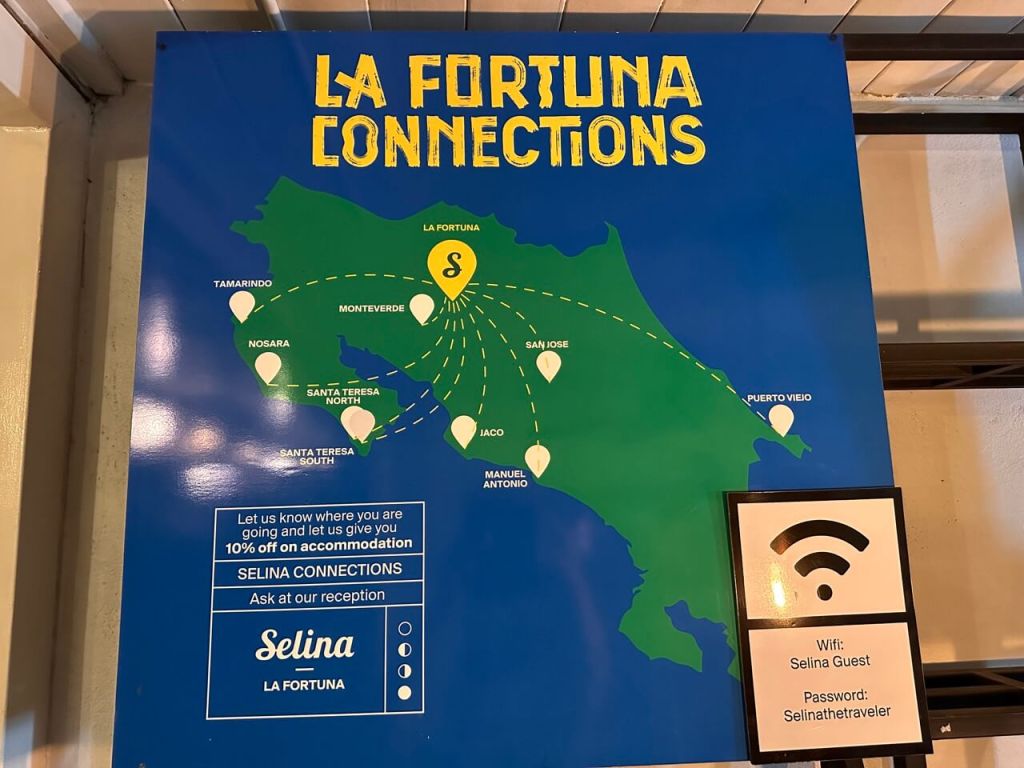 LA FORTUNA
CONNECTIONS
LA FORTUNA
S
TAMARINDO
MONTEVERDE
NOSARA
SAN JOSE
SANTA TERESA
NORTH
PUERTO VIEJO
JACO
SANTA TERESA
SOUTH
MANUEL
ANTONIO
Let us know where you are
going and let us give you
10% off on accommodation
SELINA CONNECTIONS
Ask at our reception
Selina
LA FORTUNA
Wifi:
Selina Guest
Password:
Selinathetraveler